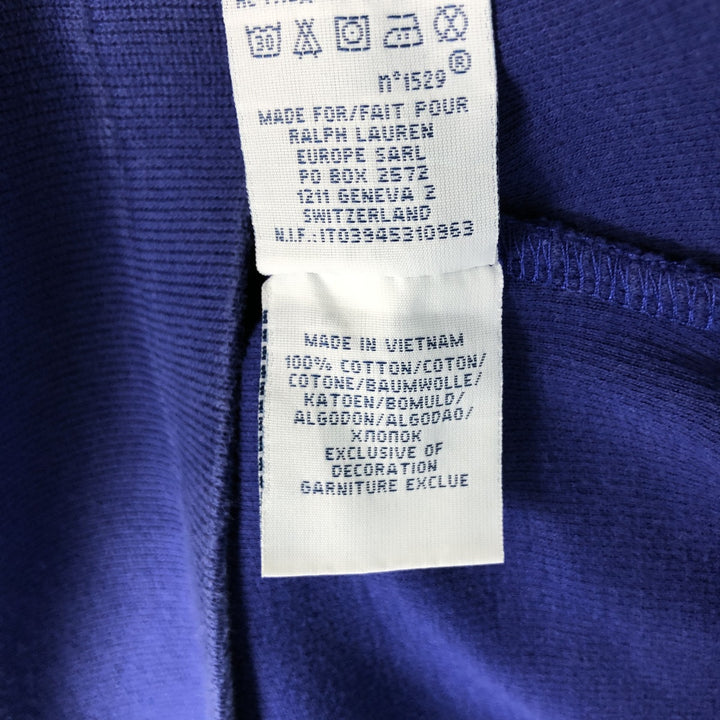 30
n°1529®
MADE FOR/FAIT POUR
RALPH LAUREN
EUROPE SARL
PO BOX 2572
1211 GENEVA 2
SWITZERLAND
N.I.F.:IT03945310963
MADE IN VIETNAM
100% COTTON/COTON/
COTONE/BAUMWOLLE/
KATOEN/BOMULD/
ALGODON/ALGODAO/
ХЛОПОК
EXCLUSIVE OF
DECORATION
GARNITURE EXCLUE